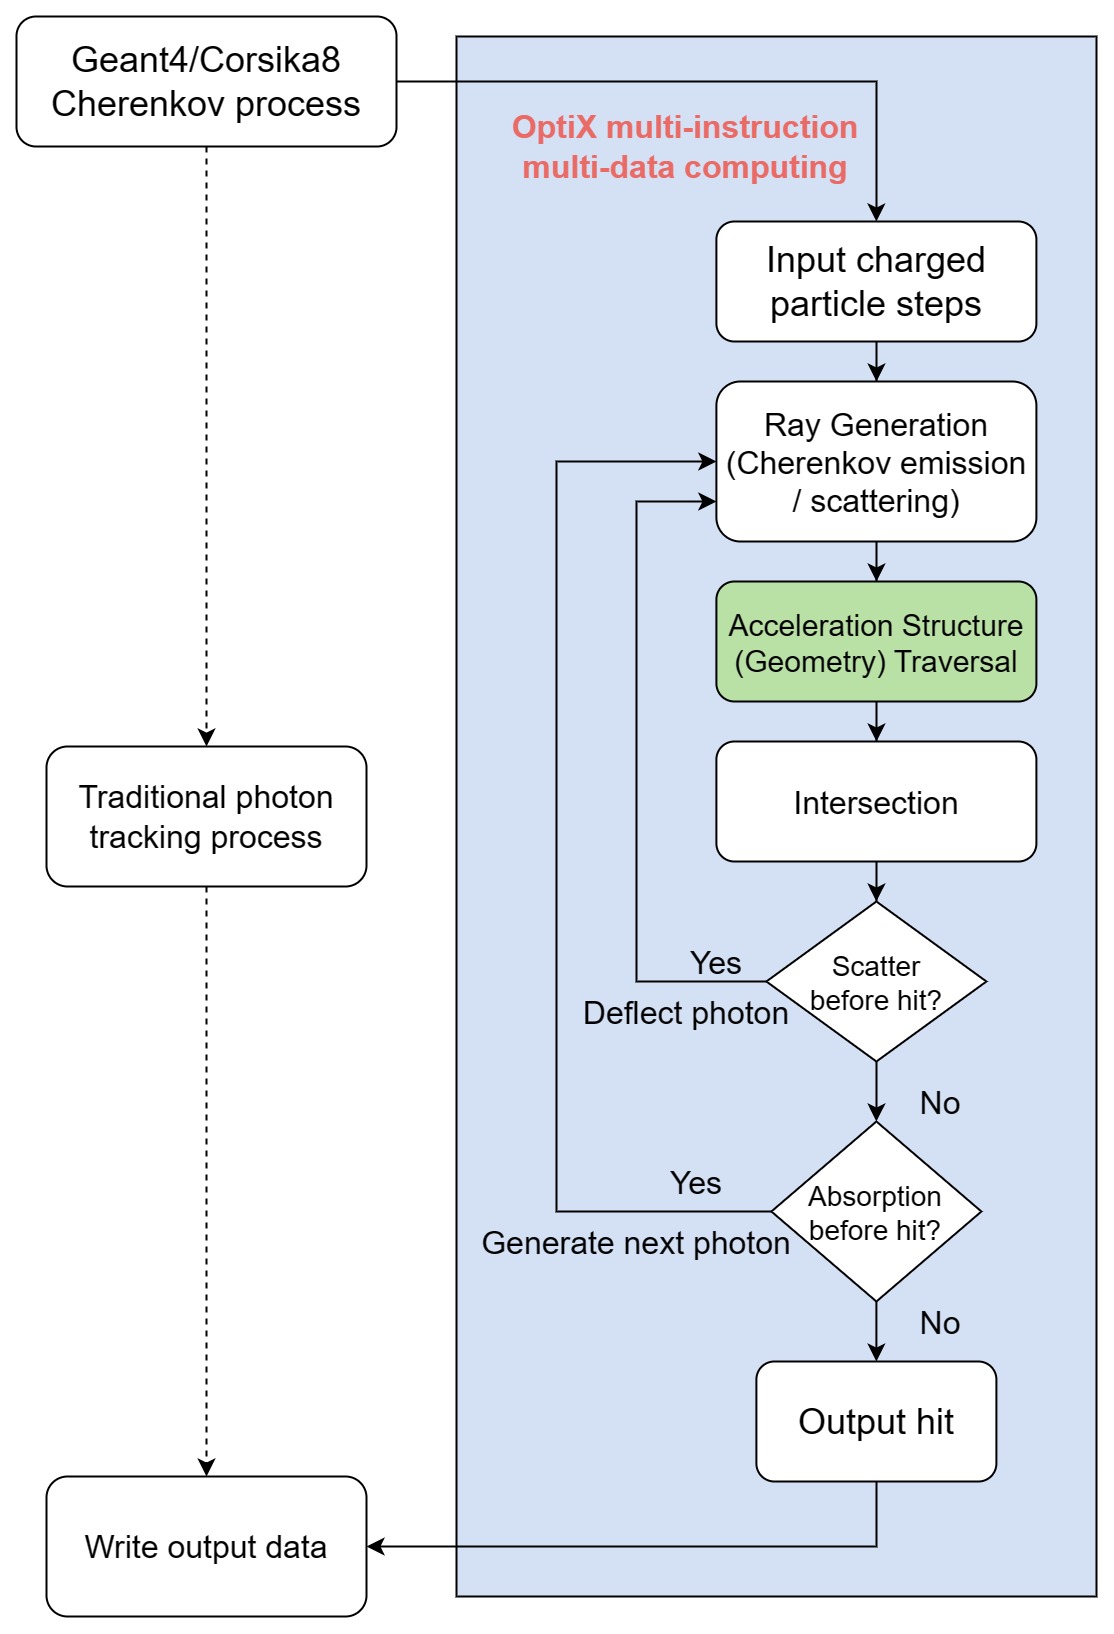 Geant4/Corsika8
Cherenkov process
OptiX multi-instruction
multi-data computing
Input charged
particle steps
Ray Generation
(Cherenkov emission
/ scattering)
Acceleration Structure
(Geometry) Traversal
Traditional photon
tracking process
Intersection
Scatter
before hit?
Yes
Deflect photon
No
Absorption
before hit?
Yes
Generate next photon
No
Output hit
Write output data